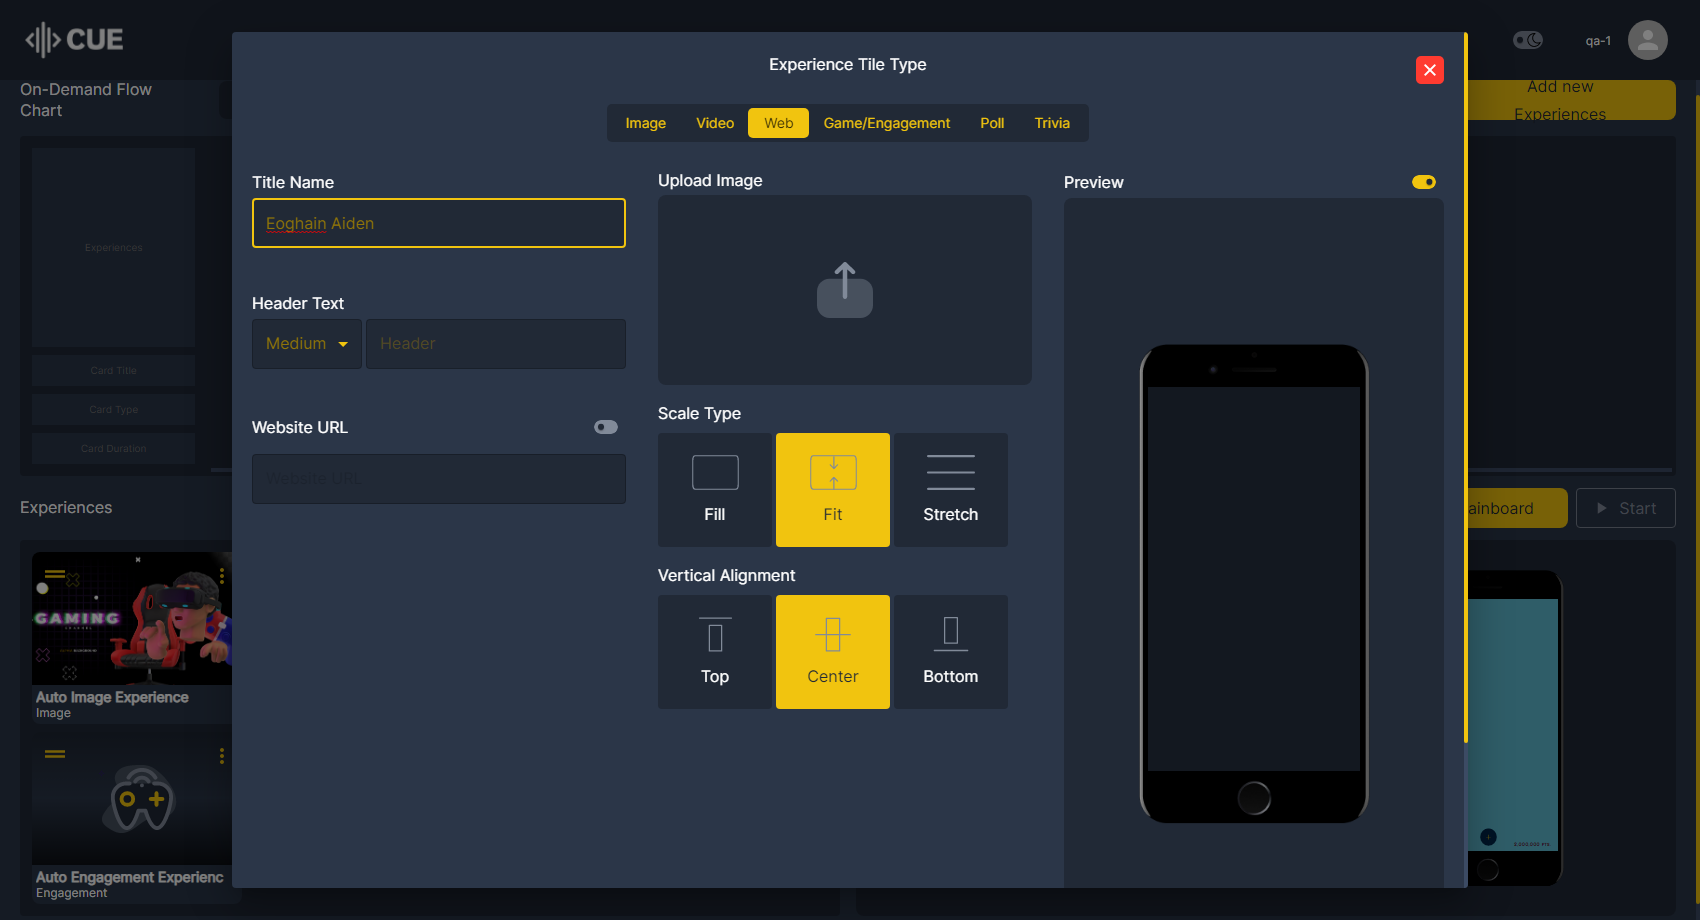 CUE
qa-1
On-Demand Flow
Chart
Add new
Experiences
Experiences
Card Title
Card Type
Card Duration
Experiences
ainboard
Start
GAMING
Auto Image Experience
Image
Auto Engagement Experienc
Engagement
Experience Tile Type
Image
Video
Web
Game/Engagement
Poll
Trivia
Title Name
Eoghain Aiden
Header Text
Medium
Header
Website URL
Website URL
Upload Image
Scale Type
Fill
Fit
Stretch
Vertical Alignment
Top
Center
Bottom
Preview